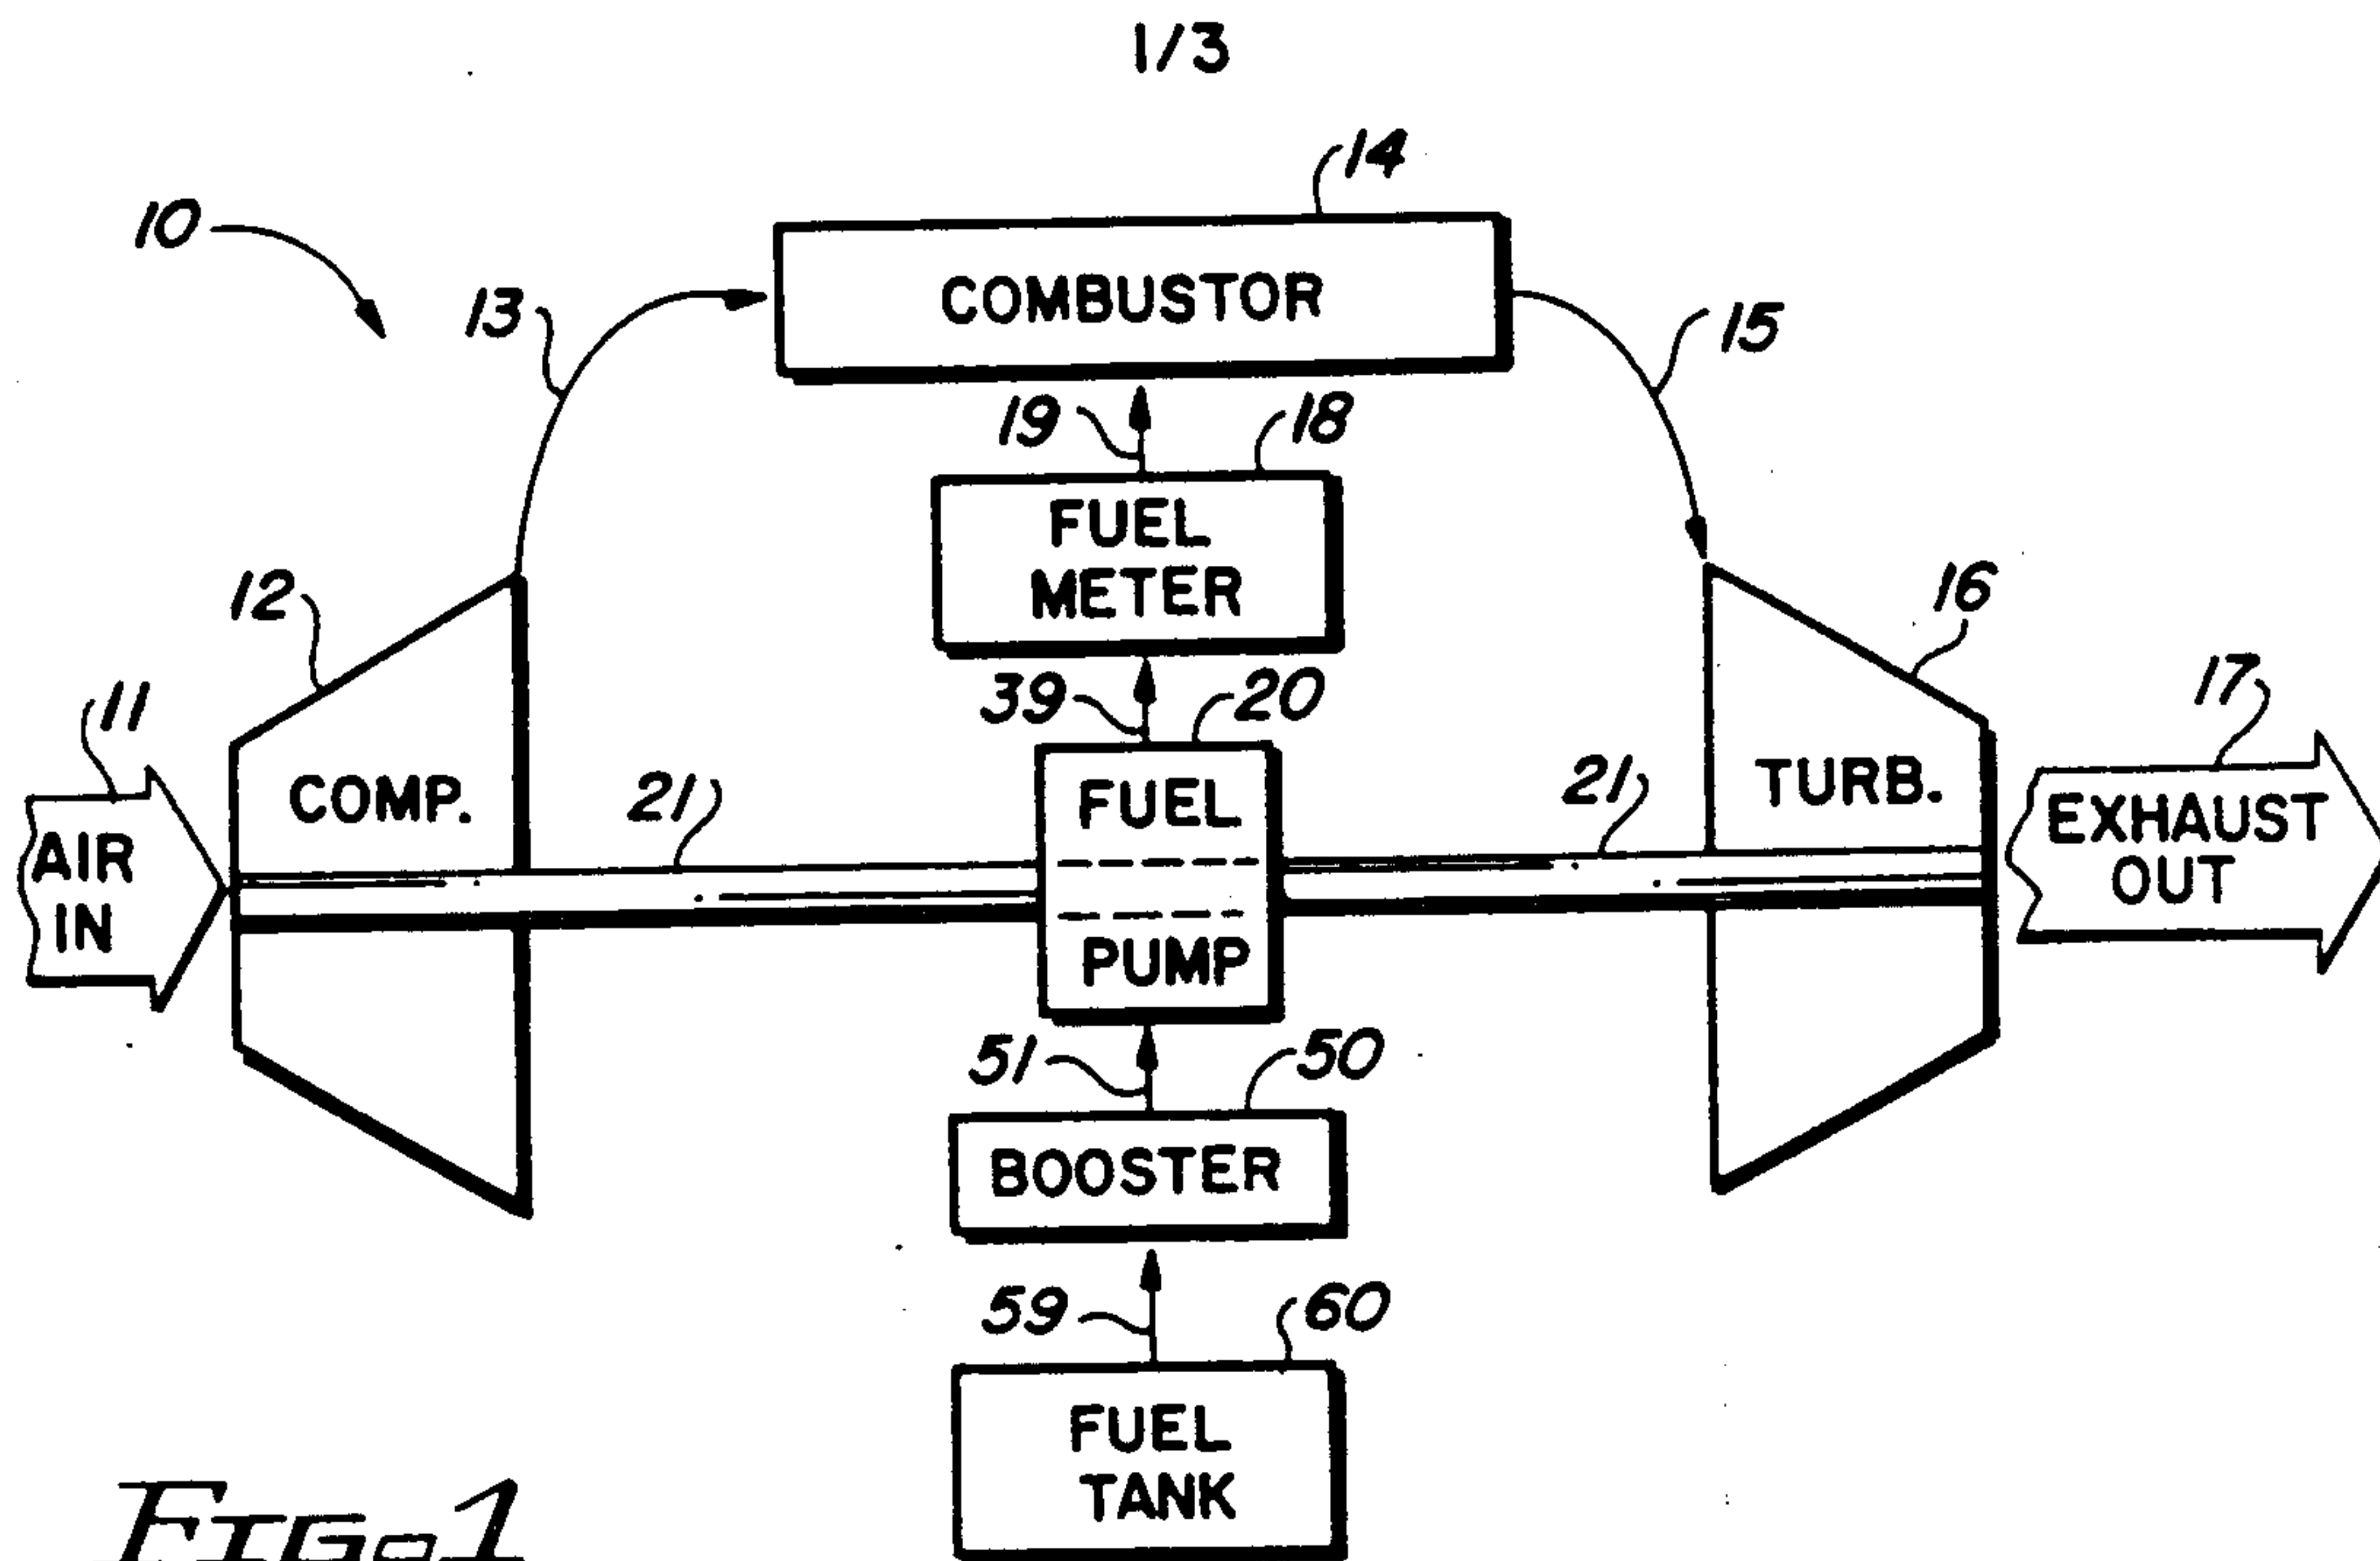 1/3
14
10
COMBUSTOR
13
15
19
18
FUEL
METER
12
16
39
20
11
17
21
21
COMP.
FUEL
TURB.
AIR
IN
EXHAUST
OUT
PUMP
51
50
BOOSTER
59
60
FUEL
TANK
FIG. 1